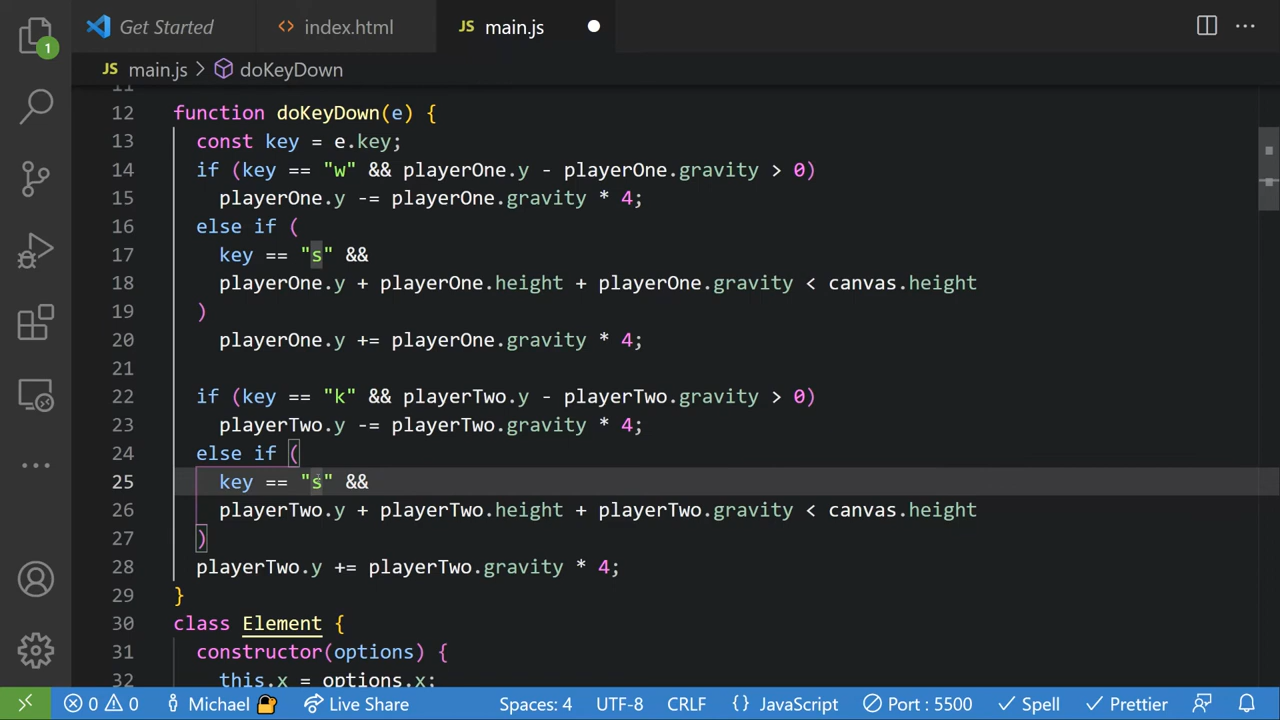 Get Started
index.html
JS main.js
1
JS main.js > doKeyDown
11
12 function doKeyDown(e) {
13 const key = e.key;
14 if (key == "w" && playerOne.y - playerOne.gravity > 0)
15 playerOne.y -= playerOne.gravity * 4;
16 else if (
17 key == "s" &&
18 playerOne.y + playerOne.height + playerOne.gravity < canvas.height
19 )
20 playerOne.y += playerOne.gravity * 4;
21
22 if (key == "k" && playerTwo.y - playerTwo.gravity > 0)
23 playerTwo.y -= playerTwo.gravity * 4;
24 else if (
25 key == "s" &&
26 playerTwo.y + playerTwo.height + playerTwo.gravity < canvas.height
27 )
28 playerTwo.y += playerTwo.gravity * 4;
29 }
30 class Element {
31 constructor(options) {
32 this.x = options.x;
0 0 Michael Live Share Spaces: 4 UTF-8 CRLF {} JavaScript Port : 5500 Spell Prettier